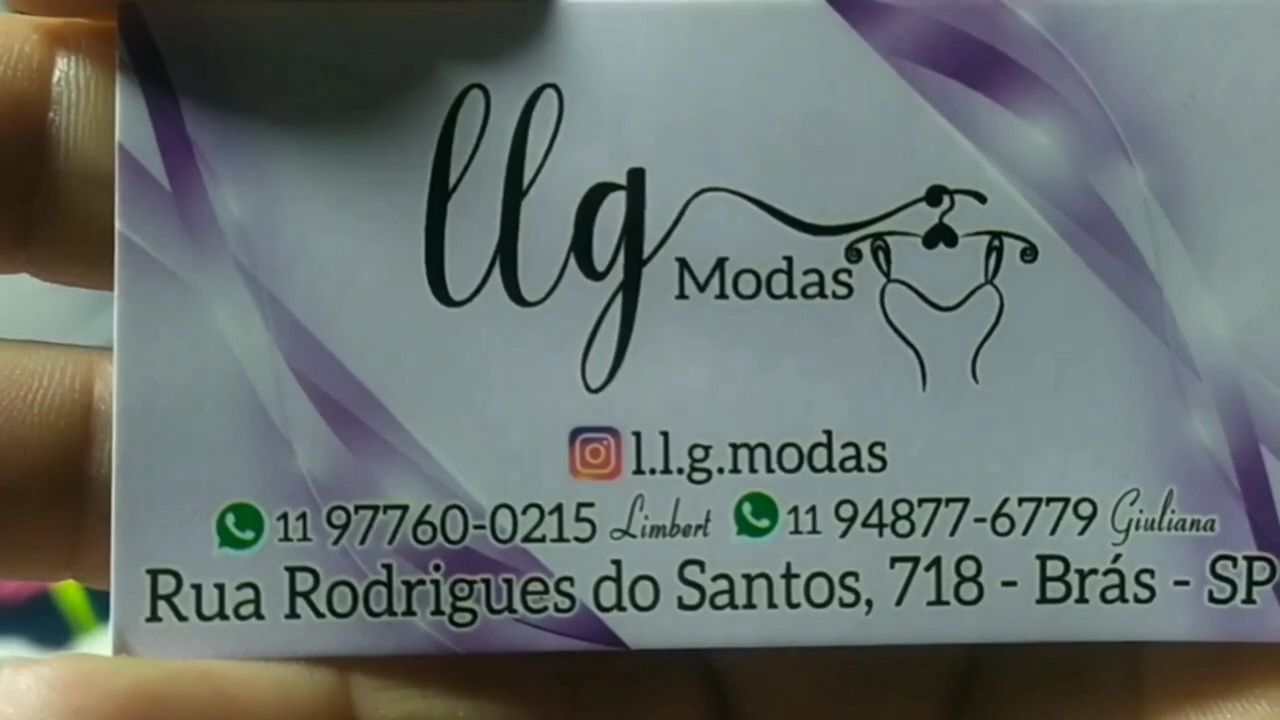 llg
Modas
l.l.g.modas
11 97760-0215 Limbert 11 94877-6779 Giuliana
Rua Rodrigues do Santos, 718 - Brás - SP